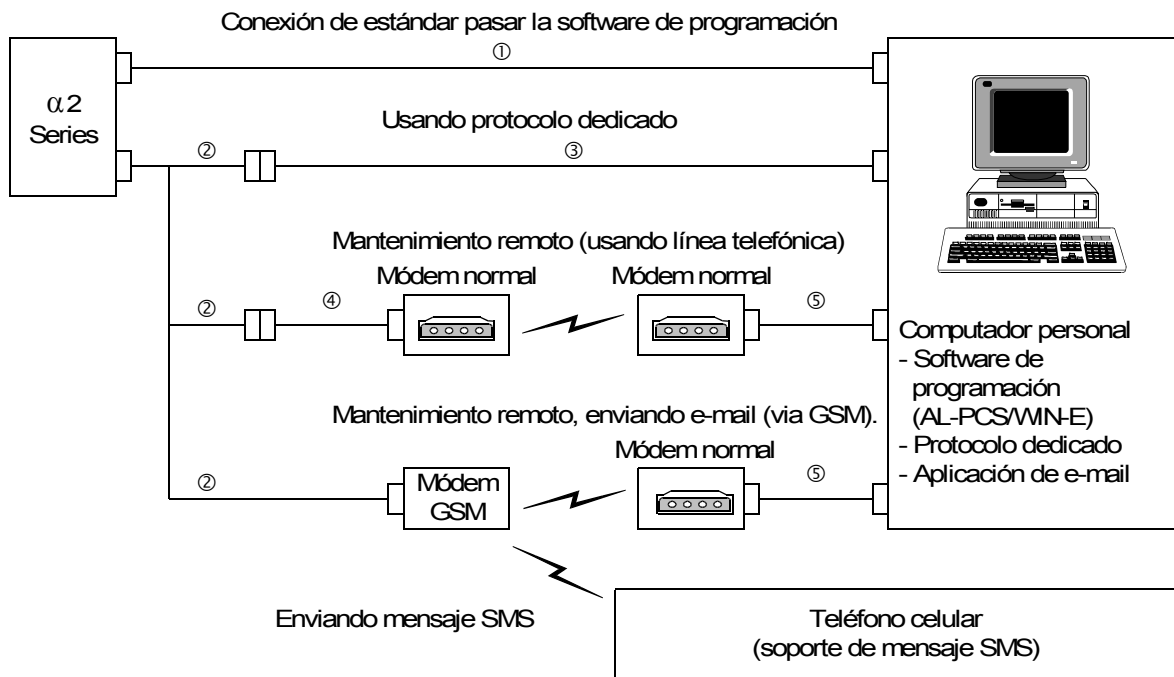 Conexión de estándar pasar la software de programación
①
α2
Series
Usando protocolo dedicado
②
③
Mantenimiento remoto (usando línea telefónica)
Módem normal
Módem normal
②
④
⑤
Computador personal
- Software de
programación
(AL-PCS/WIN-E)
- Protocolo dedicado
- Aplicación de e-mail
Mantenimiento remoto, enviando e-mail (via GSM).
Módem normal
②
Módem
GSM
⑤
Enviando mensaje SMS
Teléfono celular
(soporte de mensaje SMS)